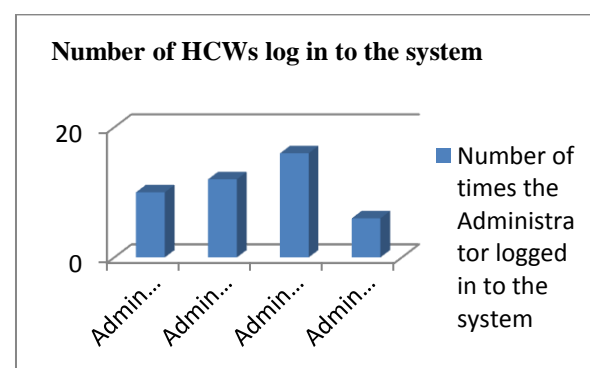 Number of HCWs log in to the system
20
0
Admin...
Admin...
Admin...
Admin...
Number of
times the
Administra
tor logged
in to the
system